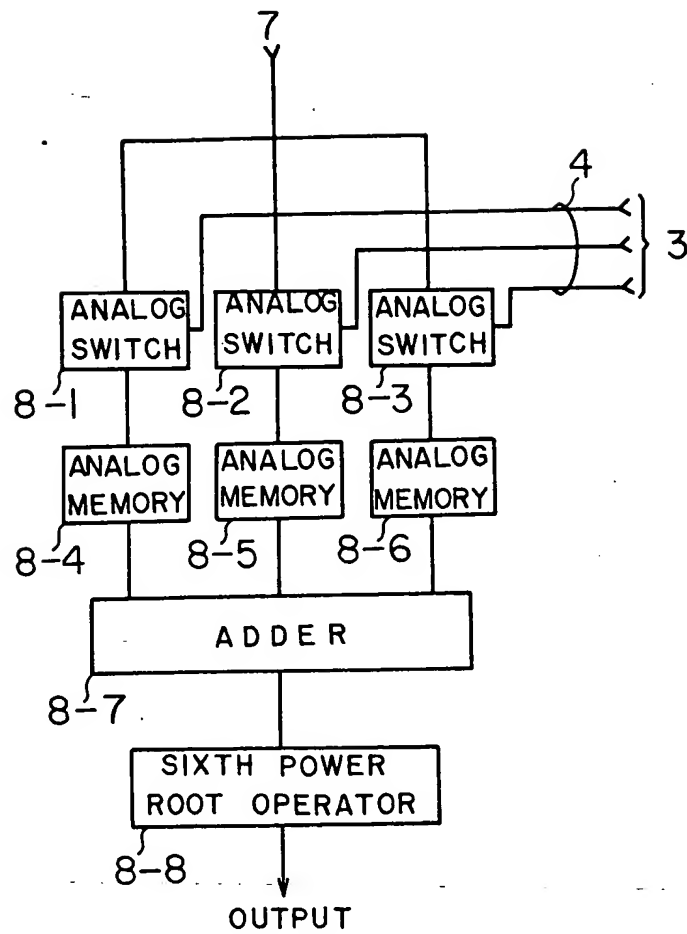 7
4
3
ANALOG
SWITCH
8-1
ANALOG
SWITCH
8-2
ANALOG
SWITCH
8-3
ANALOG
MEMORY
8-4
ANALOG
MEMORY
8-5
ANALOG
MEMORY
8-6
ADDER
8-7
SIXTH POWER
ROOT OPERATOR
8-8
OUTPUT